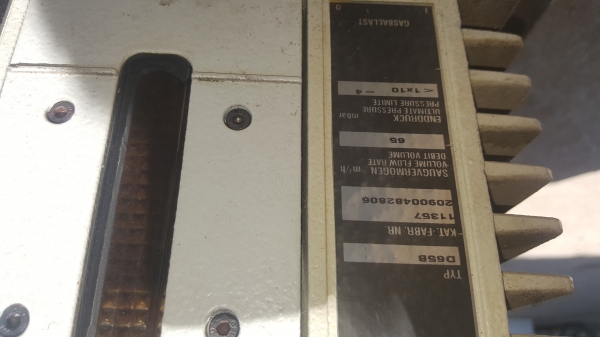 TYP
D65B
KAT.-FABR. NR.
11357
20900482806
SAUGVERMÖGEN
VOLUME FLOW RATE m³/h
DEBIT VOLUME
65
ENDDRUCK
ULTIMATE PRESSURE mbar
PRESSURE LIMITE
< 1x10 -4
GASBALLAST
O I